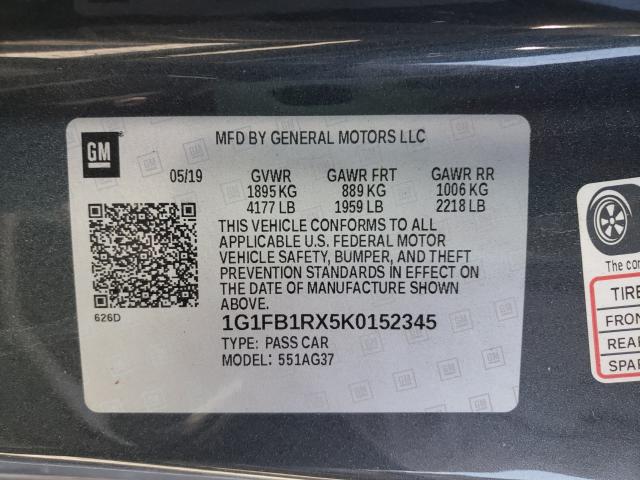 GM
MFD BY GENERAL MOTORS LLC
05/19 GVWR GAWR FRT GAWR RR
1895 KG 889 KG 1006 KG
4177 LB 1959 LB 2218 LB
THIS VEHICLE CONFORMS TO ALL
APPLICABLE U.S. FEDERAL MOTOR
VEHICLE SAFETY, BUMPER, AND THEFT
PREVENTION STANDARDS IN EFFECT ON
THE DATE OF MANUFACTURE SHOWN
ABOVE.
626D
1G1FB1RX5K0152345
TYPE: PASS CAR
MODEL: 551AG37
The co
TIRE
FRON
REA
SPA